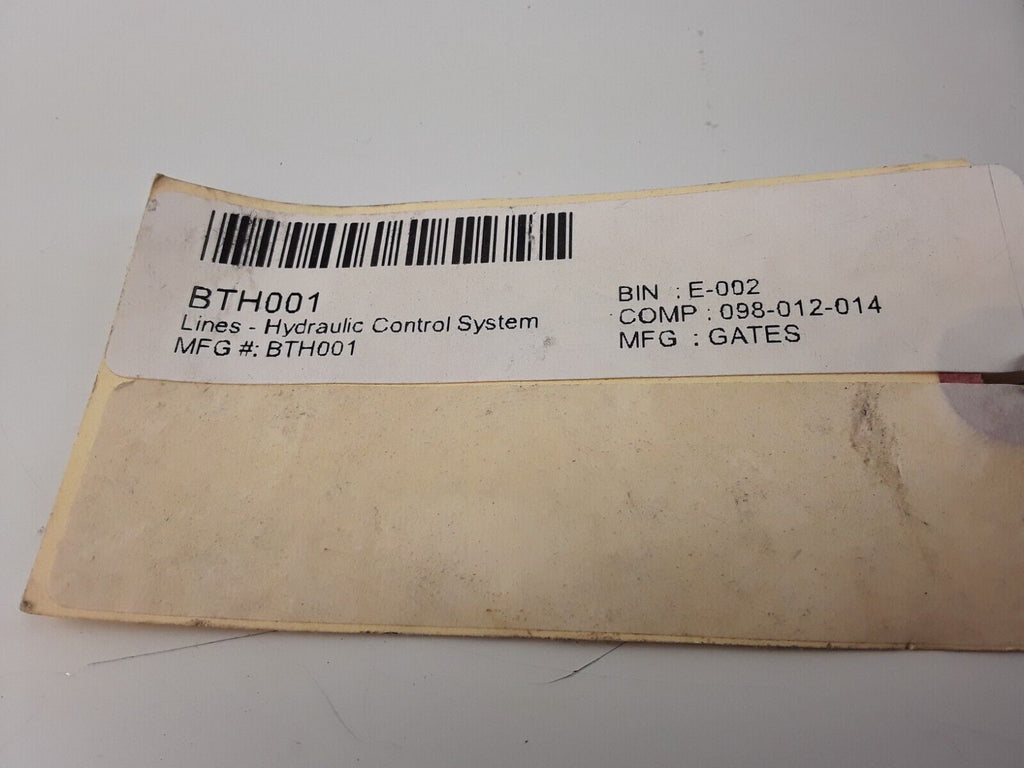 BTH001
Lines - Hydraulic Control System
MFG #: BTH001
BIN : E-002
COMP : 098-012-014
MFG : GATES